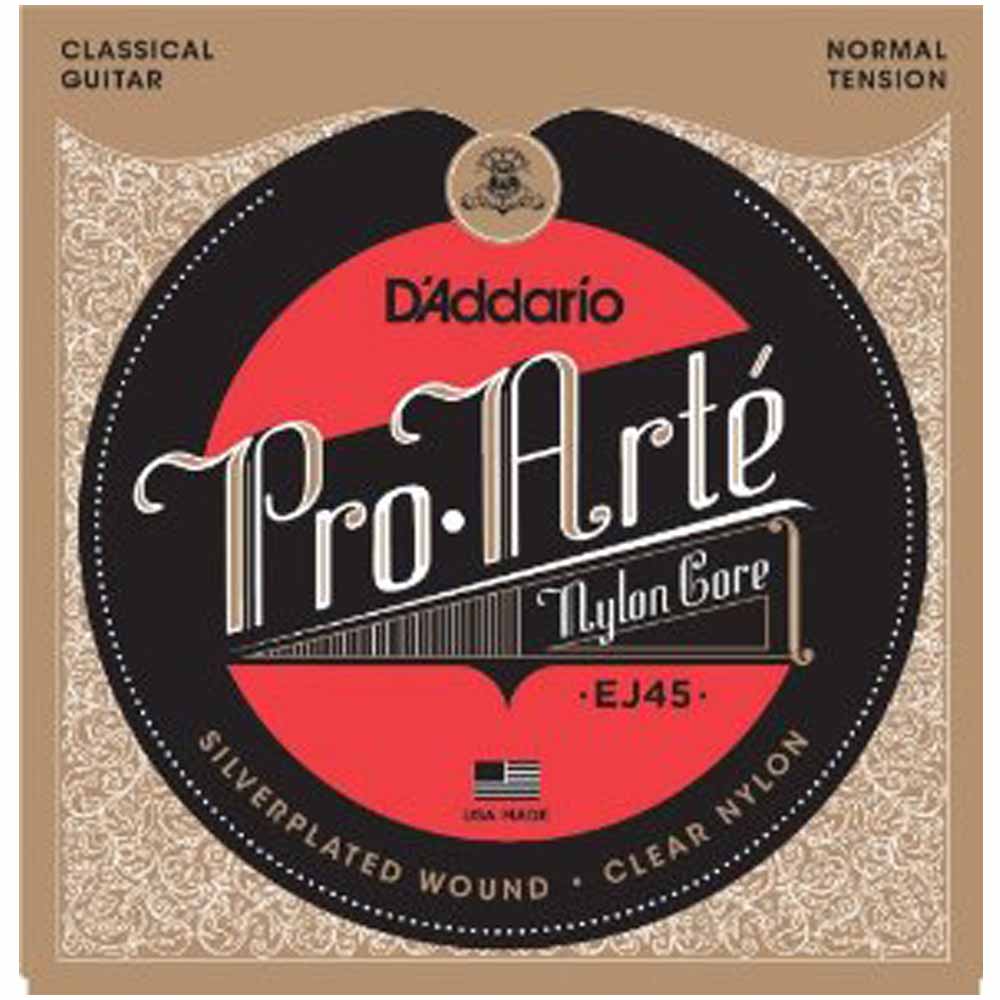 CLASSICAL
GUITAR
NORMAL
TENSION
D'Addario
Pro·Arté
Nylon Core
·EJ45·
USA MADE
SILVERPLATED WOUND · CLEAR NYLON